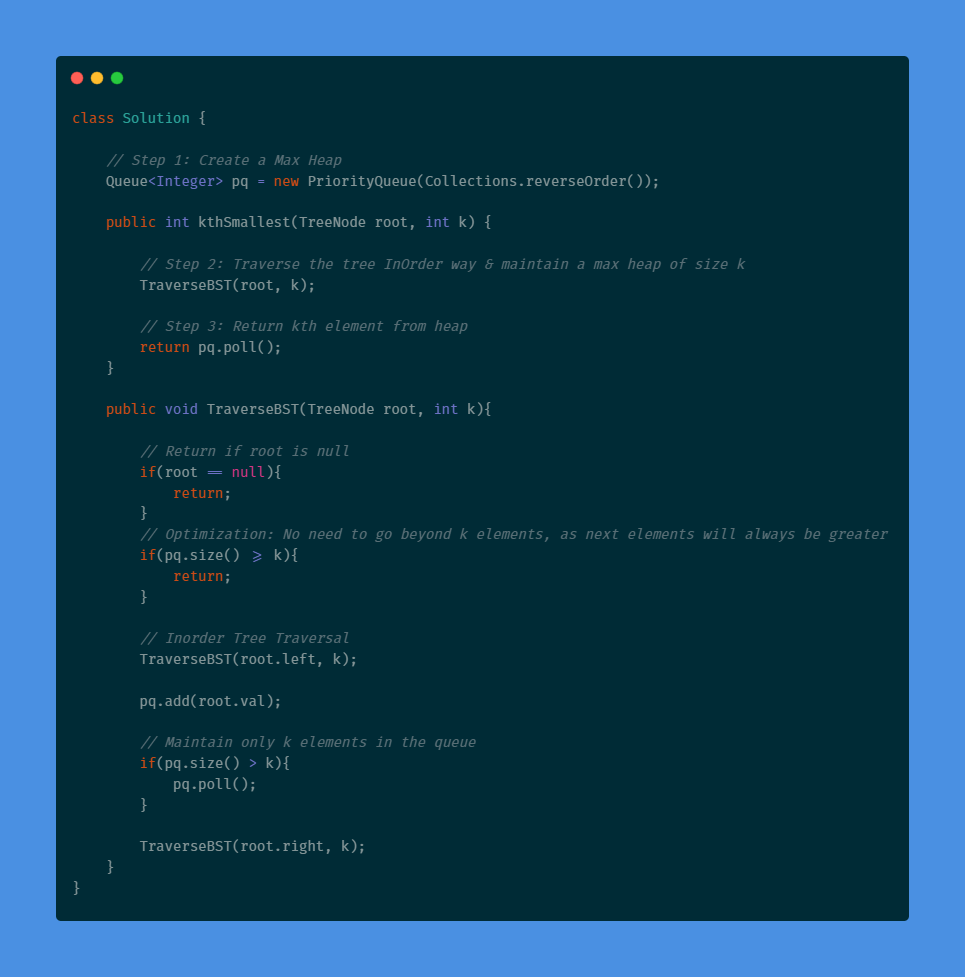 class Solution {
// Step 1: Create a Max Heap
Queue<Integer> pq = new PriorityQueue(Collections.reverseOrder());
public int kthSmallest(TreeNode root, int k) {
// Step 2: Traverse the tree InOrder way & maintain a max heap of size k
TraverseBST(root, k);
// Step 3: Return kth element from heap
return pq.poll();
}
public void TraverseBST(TreeNode root, int k){
// Return if root is null
if(root == null){
return;
}
// Optimization: No need to go beyond k elements, as next elements will always be greater
if(pq.size() >= k){
return;
}
// Inorder Tree Traversal
TraverseBST(root.left, k);
pq.add(root.val);
// Maintain only k elements in the queue
if(pq.size() > k){
pq.poll();
}
TraverseBST(root.right, k);
}
}